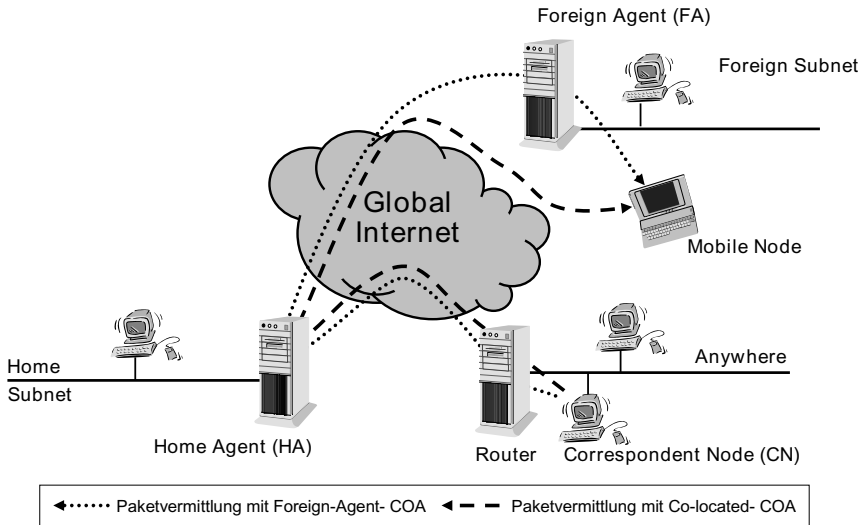 Foreign Agent (FA)
Foreign Subnet
Global
Internet
Mobile Node
Home
Subnet
Anywhere
Home Agent (HA)
Router
Correspondent Node (CN)
Paketvermittlung mit Foreign-Agent- COA
Paketvermittlung mit Co-located- COA